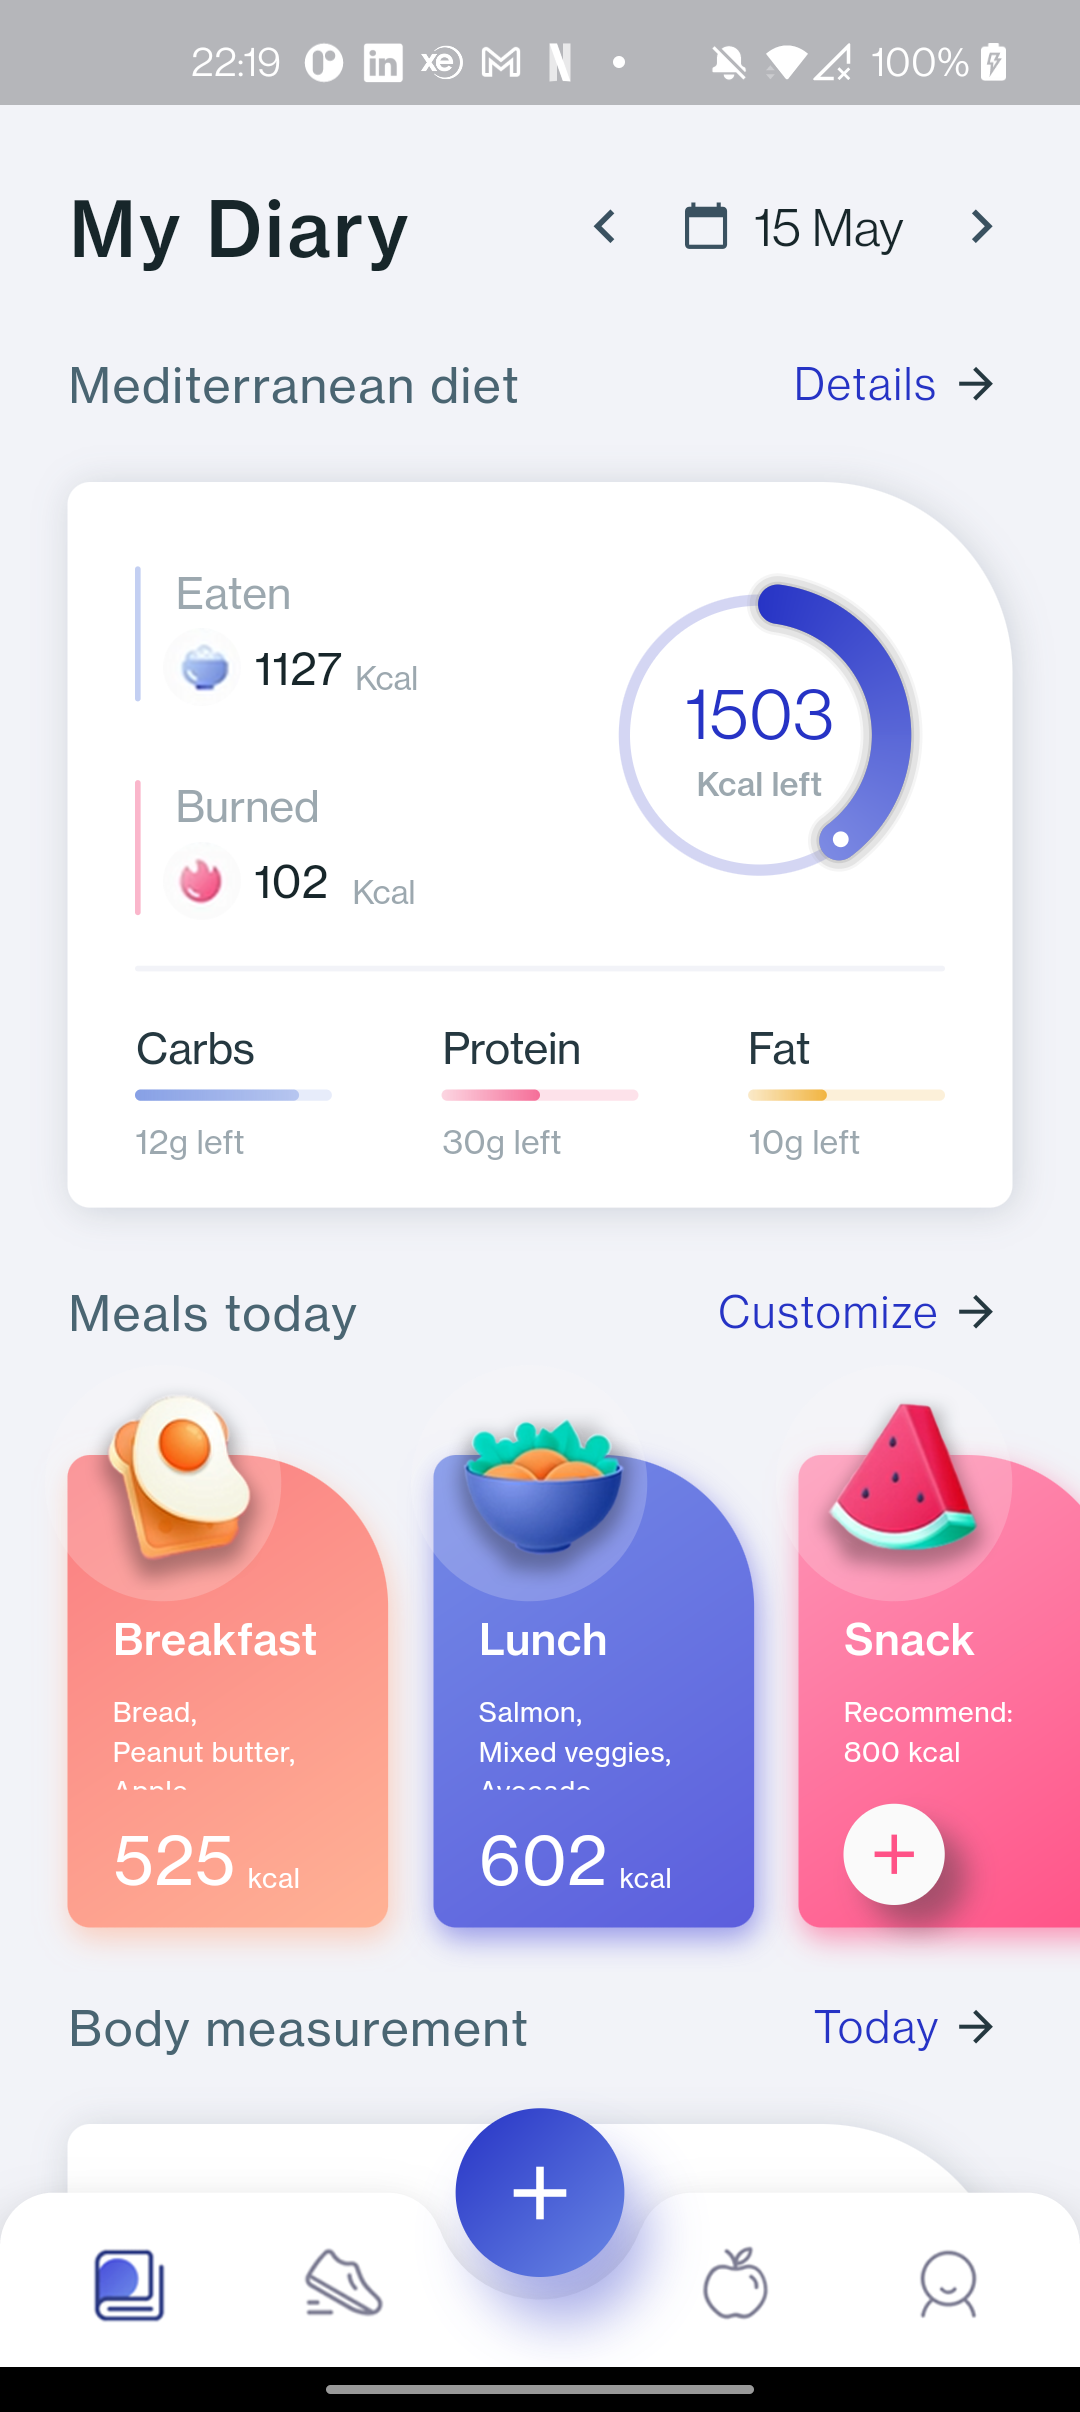 22:19
100%
My Diary
15 May
Mediterranean diet
Details
Eaten
1127 Kcal
1503
Kcal left
Burned
102 Kcal
Carbs
Protein
Fat
12g left
30g left
10g left
Meals today
Customize
Breakfast
Bread,
Peanut butter,
Apple
525 kcal
Lunch
Salmon,
Mixed veggies,
Avocado
602 kcal
Snack
Recommend:
800 kcal
Body measurement
Today